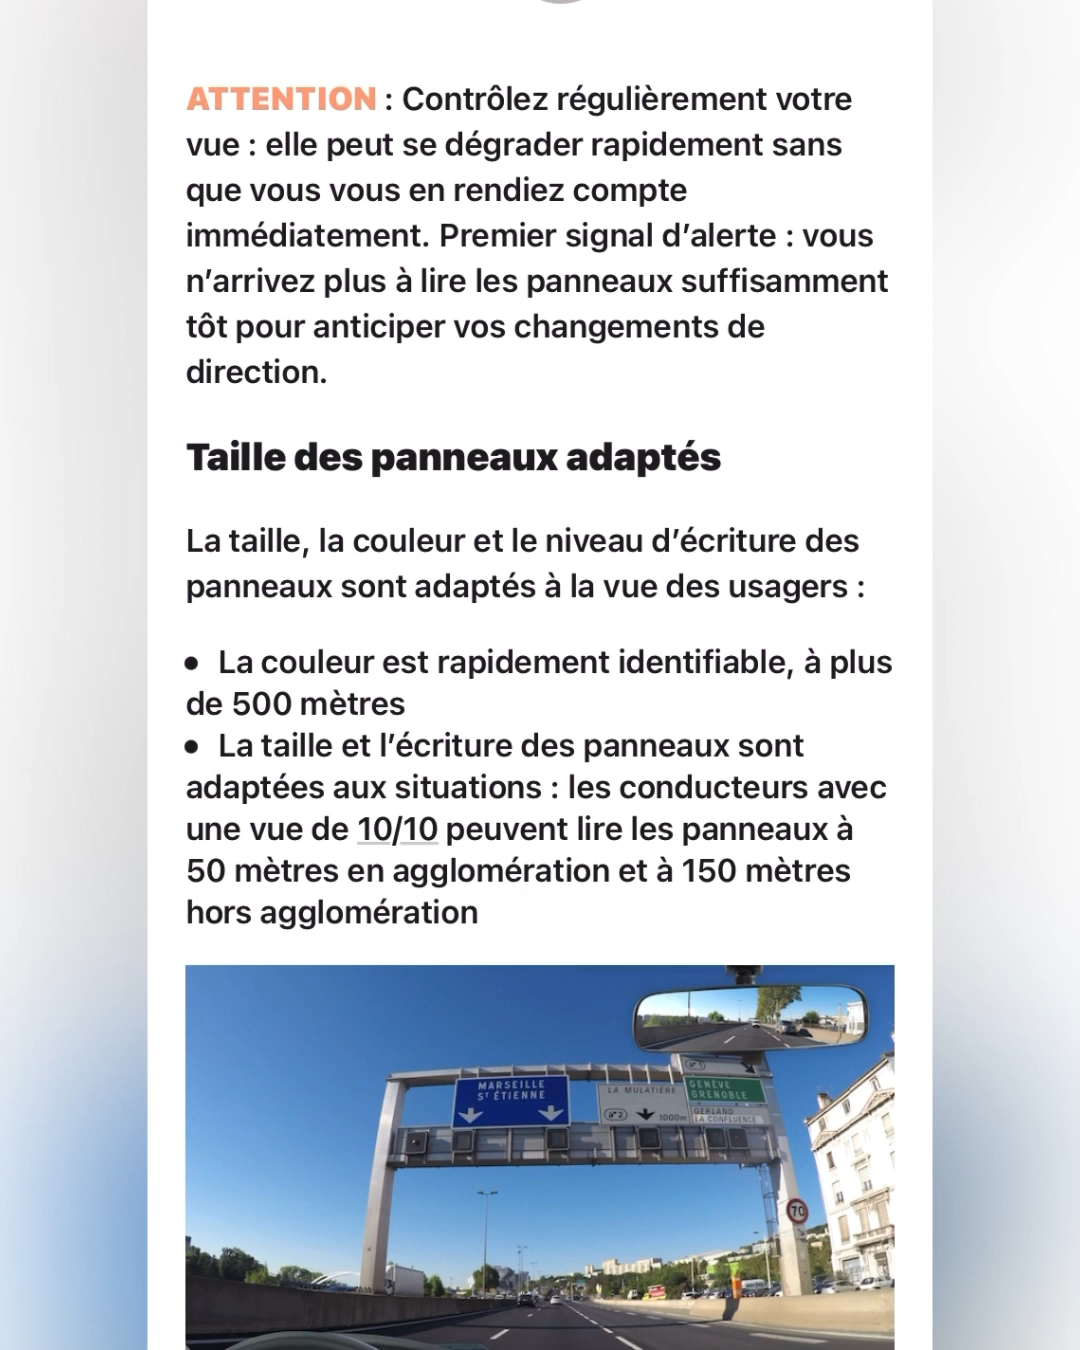 ATTENTION : Contrôlez régulièrement votre
vue : elle peut se dégrader rapidement sans
que vous vous en rendiez compte
immédiatement. Premier signal d’alerte : vous
n’arrivez plus à lire les panneaux suffisamment
tôt pour anticiper vos changements de
direction.
Taille des panneaux adaptés
La taille, la couleur et le niveau d’écriture des
panneaux sont adaptés à la vue des usagers :
• La couleur est rapidement identifiable, à plus
de 500 mètres
• La taille et l’écriture des panneaux sont
adaptées aux situations : les conducteurs avec
une vue de 10/10 peuvent lire les panneaux à
50 mètres en agglomération et à 150 mètres
hors agglomération
MARSEILLE
Sᵗ ÉTIENNE
LA MULATIÈRE
n°2
1000m
n°1
GENÈVE
GRENOBLE
GERLAND
LA CONFLUENCE
70